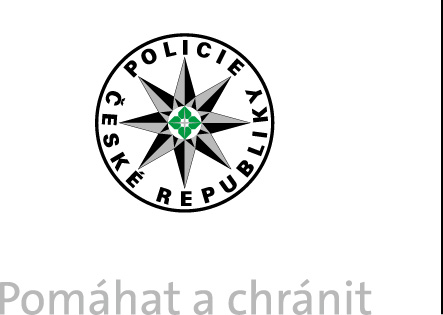 POLICIE
ČESKÉ REPUBLIKY
Pomáhat a chránit